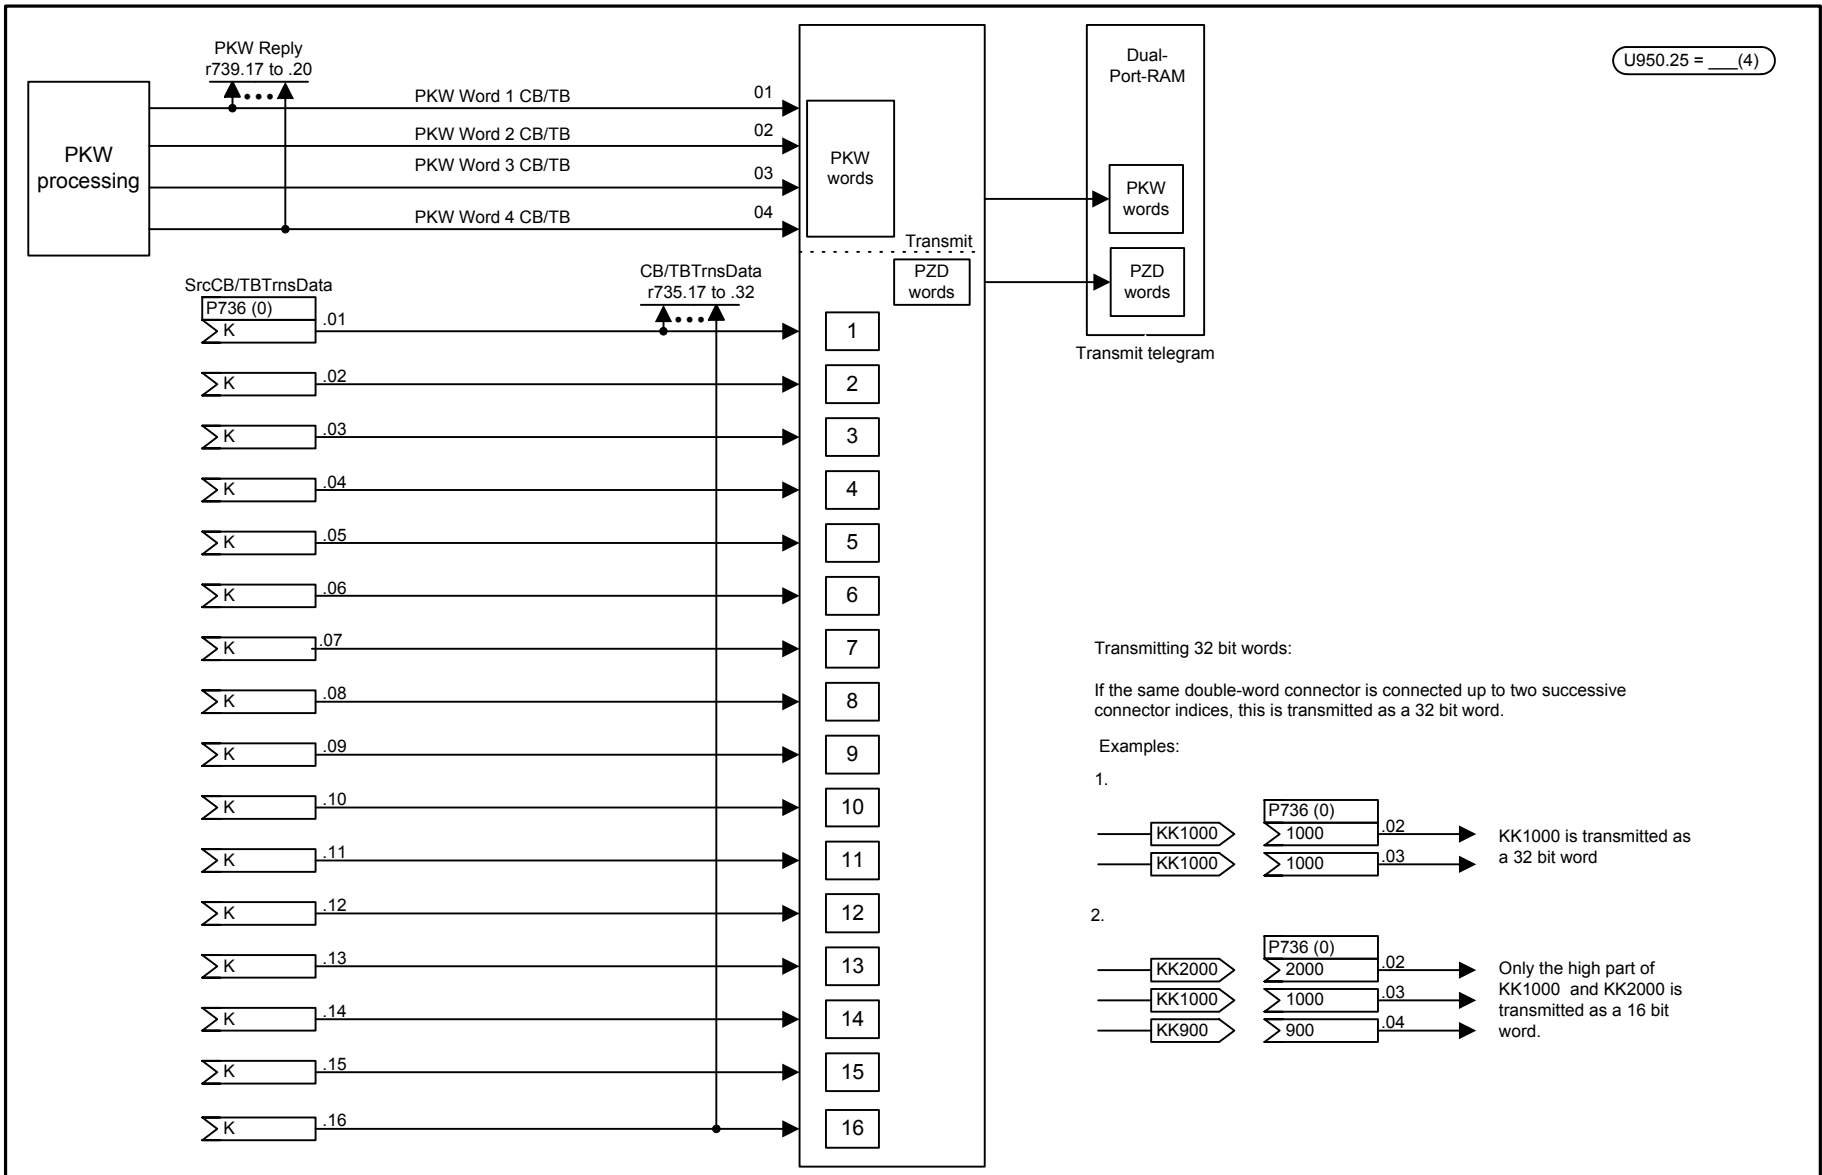 PKW Reply
r739.17 to .20
PKW
processing
PKW Word 1 CB/TB
01
PKW Word 2 CB/TB
02
PKW Word 3 CB/TB
03
PKW Word 4 CB/TB
04
PKW
words
Transmit
PZD
words
Dual-
Port-RAM
PKW
words
PZD
words
Transmit telegram
U950.25 = ___(4)
SrcCB/TBTrnsData
P736 (0)
CB/TBTrnsData
r735.17 to .32
K .01 1
K .02 2
K .03 3
K .04 4
K .05 5
K .06 6
K .07 7
K .08 8
K .09 9
K .10 10
K .11 11
K .12 12
K .13 13
K .14 14
K .15 15
K .16 16
Transmitting 32 bit words:
If the same double-word connector is connected up to two successive
connector indices, this is transmitted as a 32 bit word.
Examples:
1.
P736 (0)
KK1000 1000 .02
KK1000 1000 .03
KK1000 is transmitted as
a 32 bit word
2.
P736 (0)
KK2000 2000 .02
KK1000 1000 .03
KK900 900 .04
Only the high part of
KK1000 and KK2000 is
transmitted as a 16 bit
word.